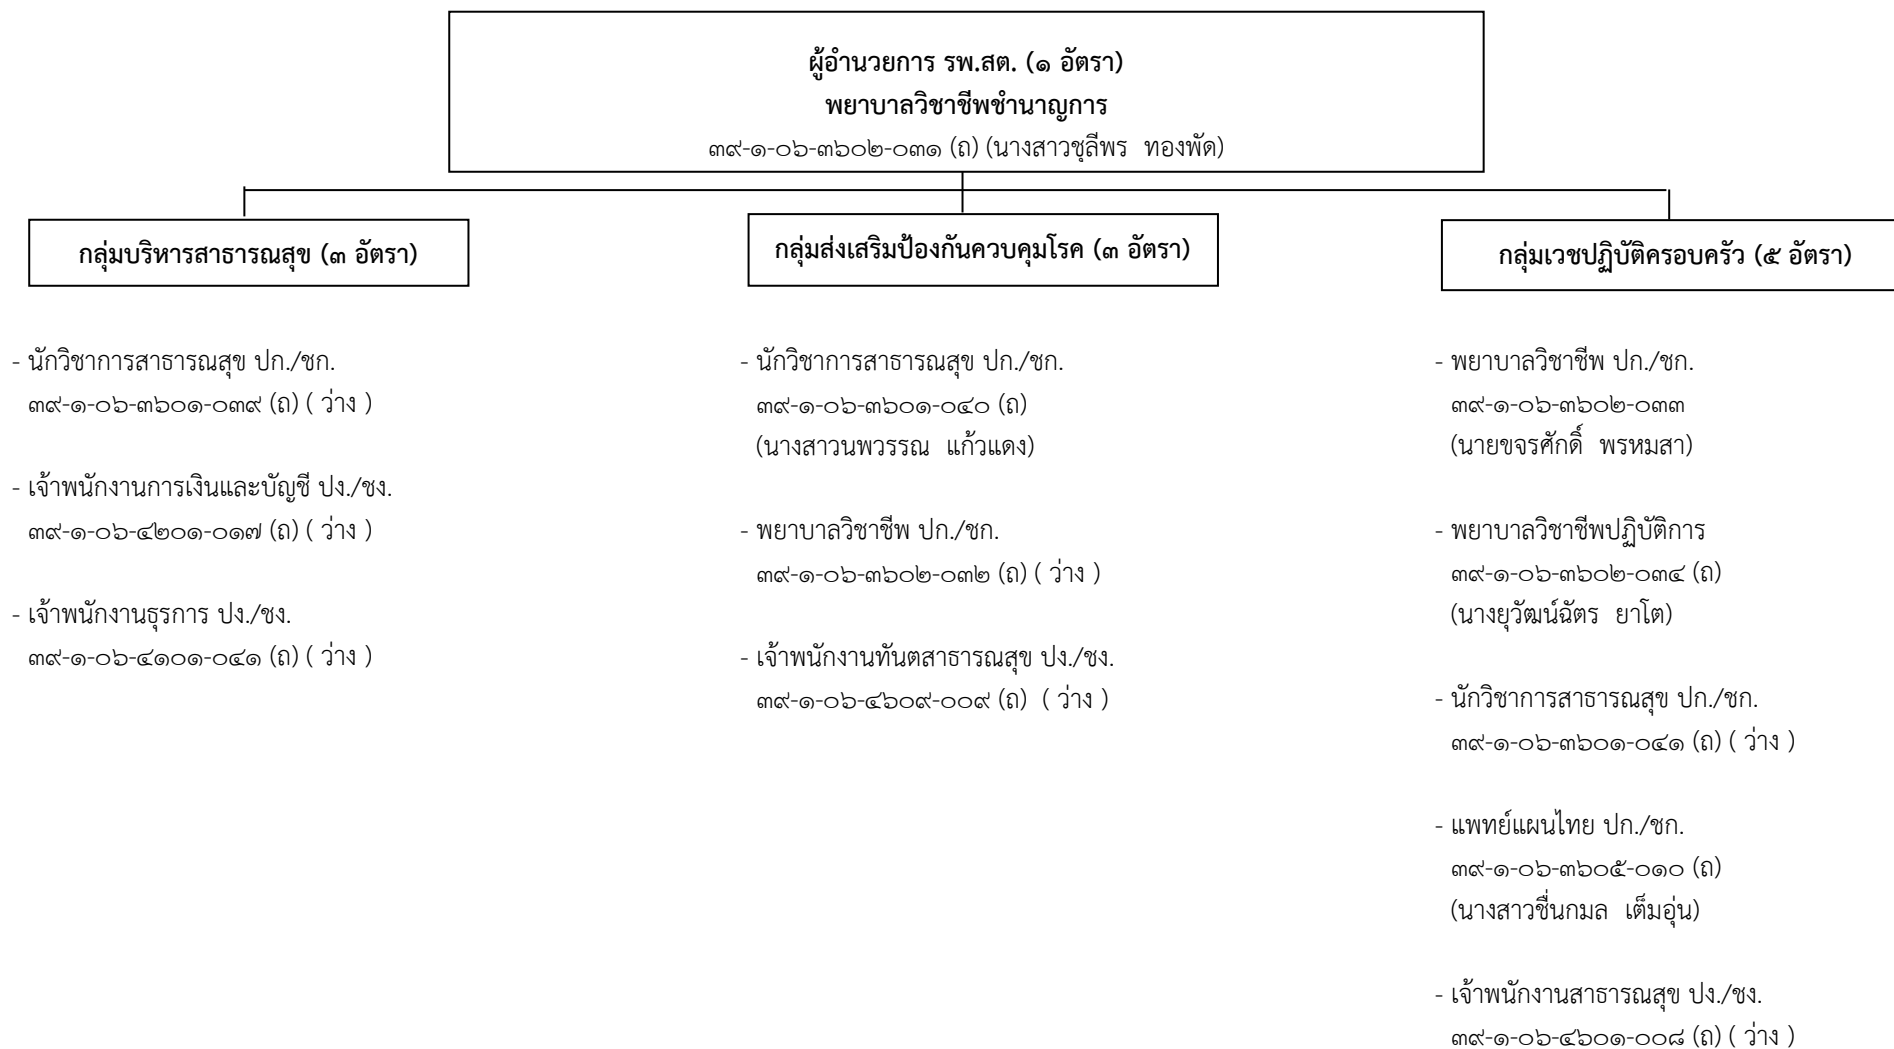 ผู้อำนวยการ รพ.สต. (๑ อัตรา)
พยาบาลวิชาชีพชำนาญการ
๓๙-๑-๐๖-๓๖๐๒-๐๓๑ (ถ) (นางสาวชุลีพร ทองพัด)
กลุ่มบริหารสาธารณสุข (๓ อัตรา)
- นักวิชาการสาธารณสุข ปก./ชก.
๓๙-๑-๐๖-๓๖๐๑-๐๓๙ (ถ) ( ว่าง )
- เจ้าพนักงานการเงินและบัญชี ปง./ชง.
๓๙-๑-๐๖-๔๒๐๑-๐๑๗ (ถ) ( ว่าง )
- เจ้าพนักงานธุรการ ปง./ชง.
๓๙-๑-๐๖-๔๑๐๑-๐๔๑ (ถ) ( ว่าง )
กลุ่มส่งเสริมป้องกันควบคุมโรค (๓ อัตรา)
- นักวิชาการสาธารณสุข ปก./ชก.
๓๙-๑-๐๖-๓๖๐๑-๐๔๐ (ถ)
(นางสาวนพวรรณ แก้วแดง)
- พยาบาลวิชาชีพ ปก./ชก.
๓๙-๑-๐๖-๓๖๐๒-๐๓๒ (ถ) ( ว่าง )
- เจ้าพนักงานทันตสาธารณสุข ปง./ชง.
๓๙-๑-๐๖-๔๖๐๙-๐๐๙ (ถ) ( ว่าง )
กลุ่มเวชปฏิบัติครอบครัว (๕ อัตรา)
- พยาบาลวิชาชีพ ปก./ชก.
๓๙-๑-๐๖-๓๖๐๒-๐๓๓
(นายขจรศักดิ์ พรหมสา)
- พยาบาลวิชาชีพปฏิบัติการ
๓๙-๑-๐๖-๓๖๐๒-๐๓๔ (ถ)
(นางยุวัฒน์ฉัตร ยาโต)
- นักวิชาการสาธารณสุข ปก./ชก.
๓๙-๑-๐๖-๓๖๐๑-๐๔๑ (ถ) ( ว่าง )
- แพทย์แผนไทย ปก./ชก.
๓๙-๑-๐๖-๓๖๐๕-๐๑๐ (ถ)
(นางสาวชื่นกมล เต็มอุ่น)
- เจ้าพนักงานสาธารณสุข ปง./ชง.
๓๙-๑-๐๖-๔๖๐๑-๐๐๘ (ถ) ( ว่าง )